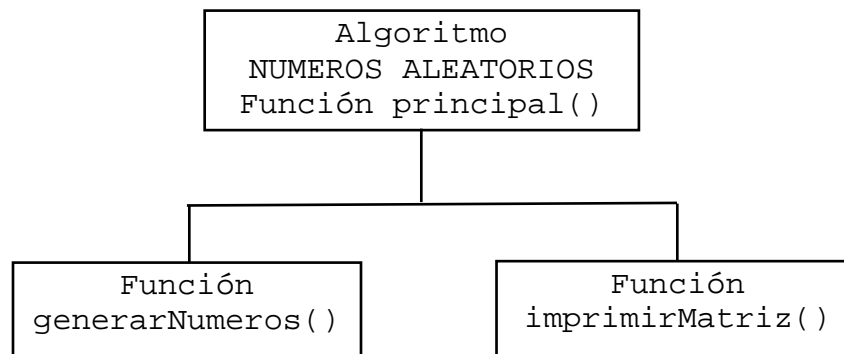 Algoritmo
NUMEROS ALEATORIOS
Función principal()
Función
generarNumeros()
Función
imprimirMatriz()